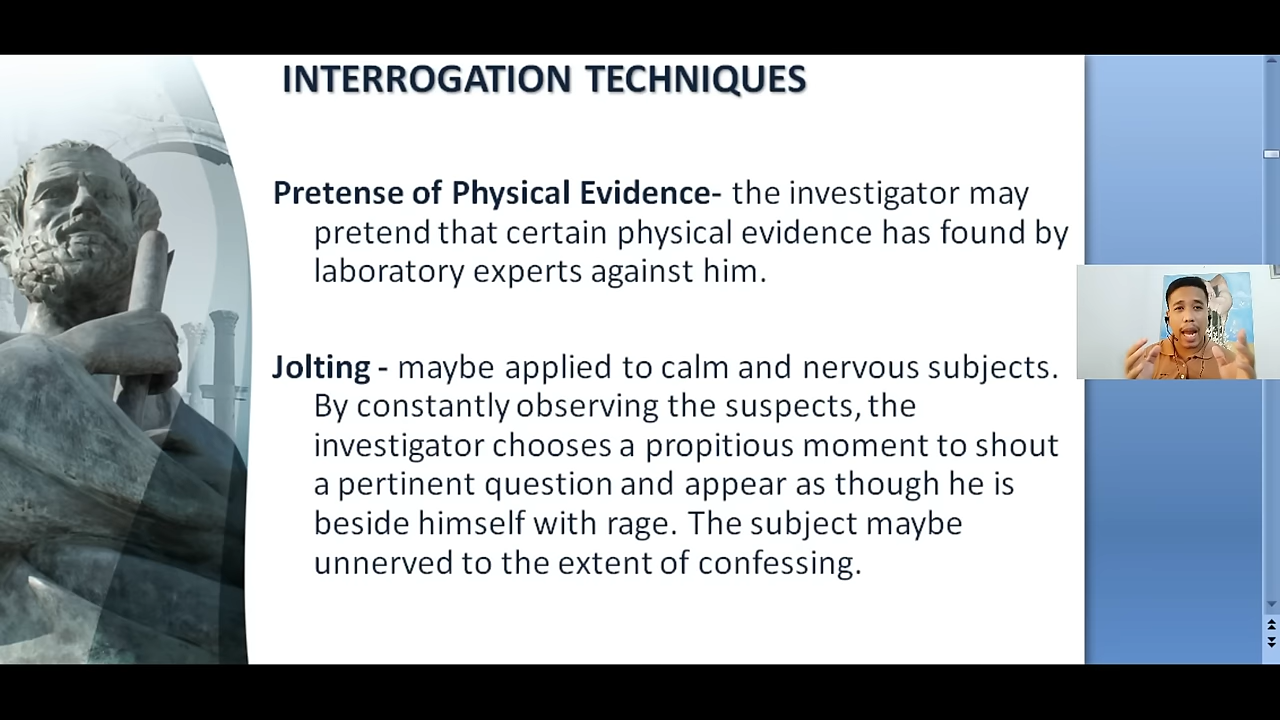 INTERROGATION TECHNIQUES
Pretense of Physical Evidence- the investigator may
pretend that certain physical evidence has found by
laboratory experts against him.
Jolting - maybe applied to calm and nervous subjects.
By constantly observing the suspects, the
investigator chooses a propitious moment to shout
a pertinent question and appear as though he is
beside himself with rage. The subject maybe
unnerved to the extent of confessing.